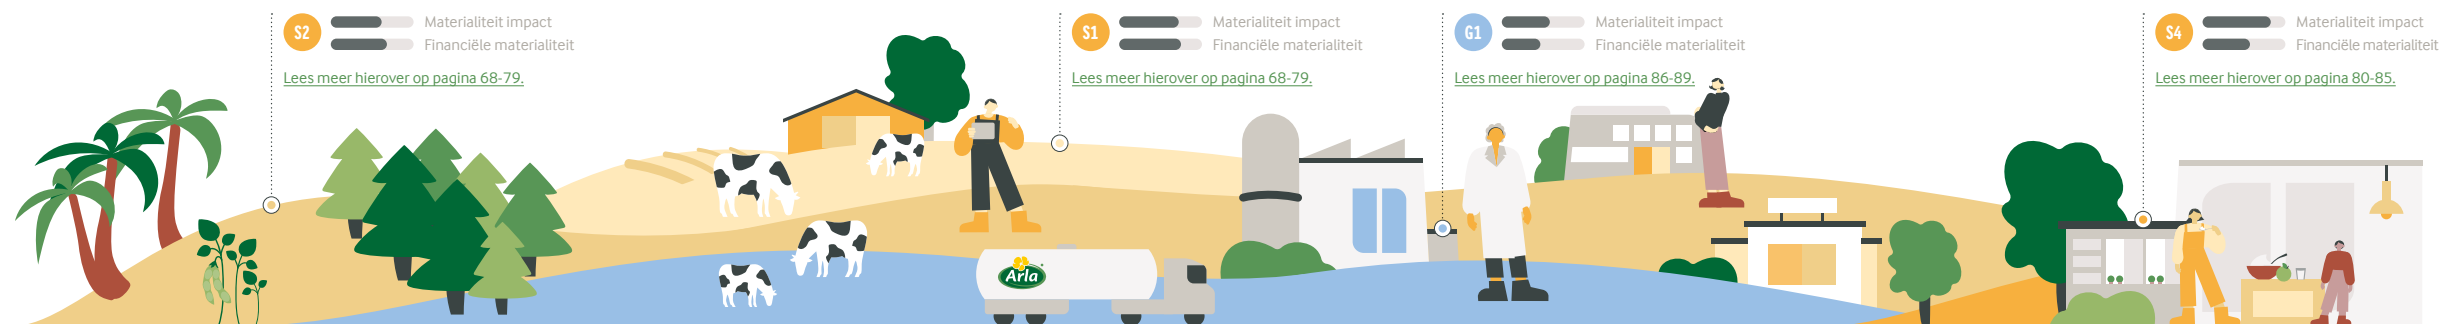 S2
Materialiteit impact
Financiële materialiteit
Lees meer hierover op pagina 68-79.
S1
Materialiteit impact
Financiële materialiteit
Lees meer hierover op pagina 68-79.
G1
Materialiteit impact
Financiële materialiteit
Lees meer hierover op pagina 86-89.
S4
Materialiteit impact
Financiële materialiteit
Lees meer hierover op pagina 80-85.
Arla